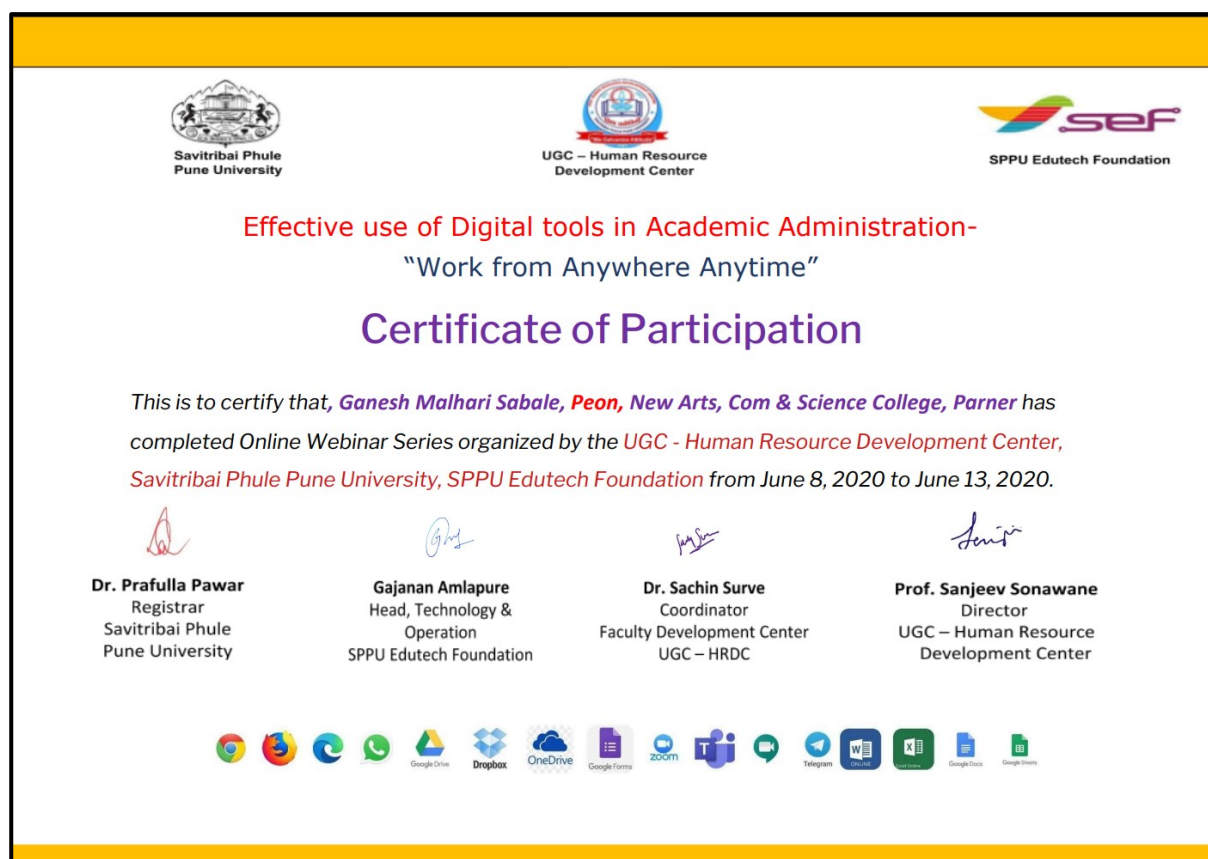 Savitribai Phule
Pune University
UGC – Human Resource
Development Center
sef
SPPU Edutech Foundation
Effective use of Digital tools in Academic Administration-
“Work from Anywhere Anytime”
Certificate of Participation
This is to certify that, Ganesh Malhari Sabale, Peon, New Arts, Com & Science College, Parner has
completed Online Webinar Series organized by the UGC - Human Resource Development Center,
Savitribai Phule Pune University, SPPU Edutech Foundation from June 8, 2020 to June 13, 2020.
Dr. Prafulla Pawar
Registrar
Savitribai Phule
Pune University
Gajanan Amlapure
Head, Technology &
Operation
SPPU Edutech Foundation
Dr. Sachin Surve
Coordinator
Faculty Development Center
UGC – HRDC
Prof. Sanjeev Sonawane
Director
UGC – Human Resource
Development Center
Google Drive
Dropbox
OneDrive
Google Forms
zoom
T
Telegram
W
ONLINE
X
Excel Online
Google Docs
Google Sheets